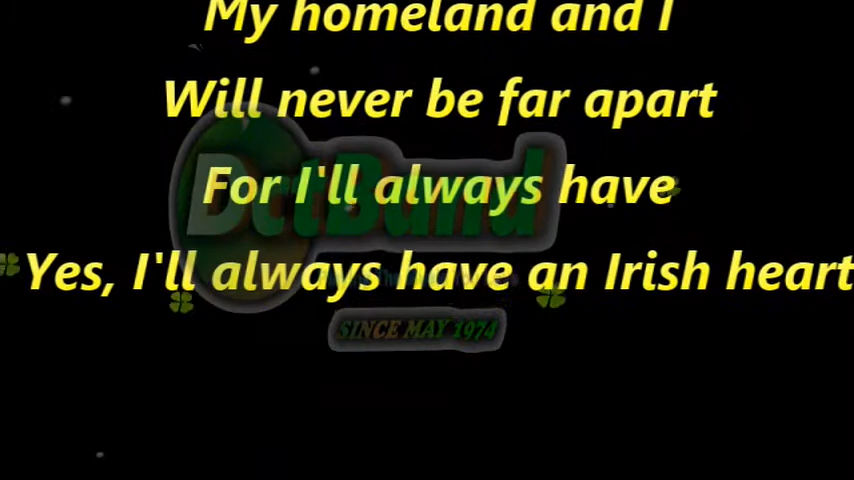 My homeland and I
Will never be far apart
DctBand
For I'll always have
Yes, I'll always have an Irish heart
SINCE MAY 1974